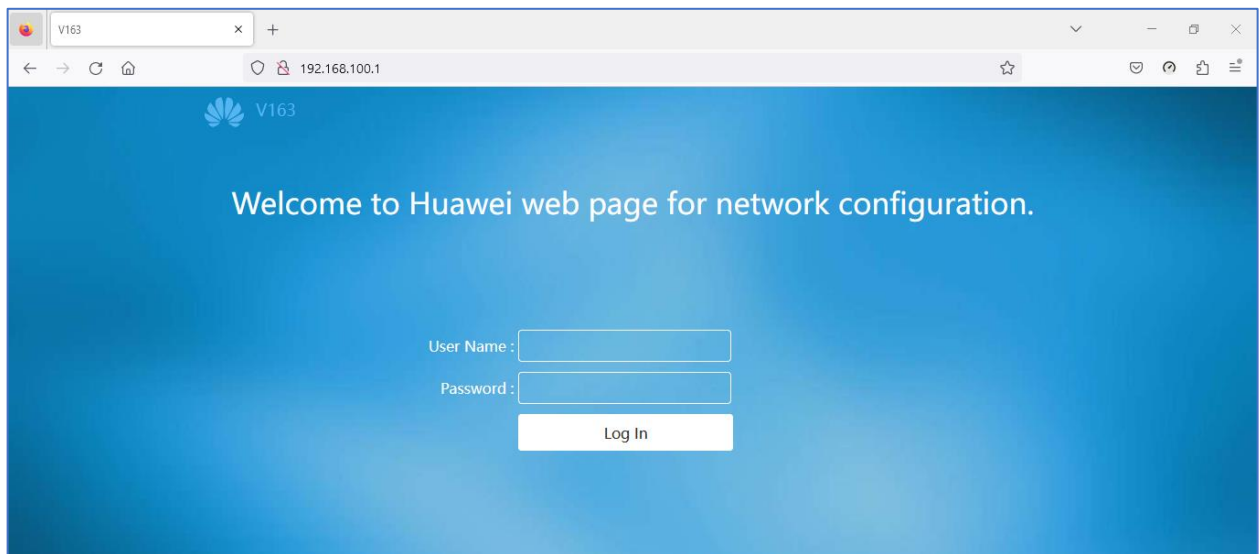 V163
192.168.100.1
V163
Welcome to Huawei web page for network configuration.
User Name :
Password :
Log In